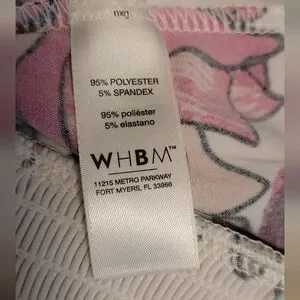 95% POLYESTER
5% SPANDEX
95% poliéster
5% elastano
WHBM™
11215 METRO PARKWAY
FORT MYERS, FL 33966